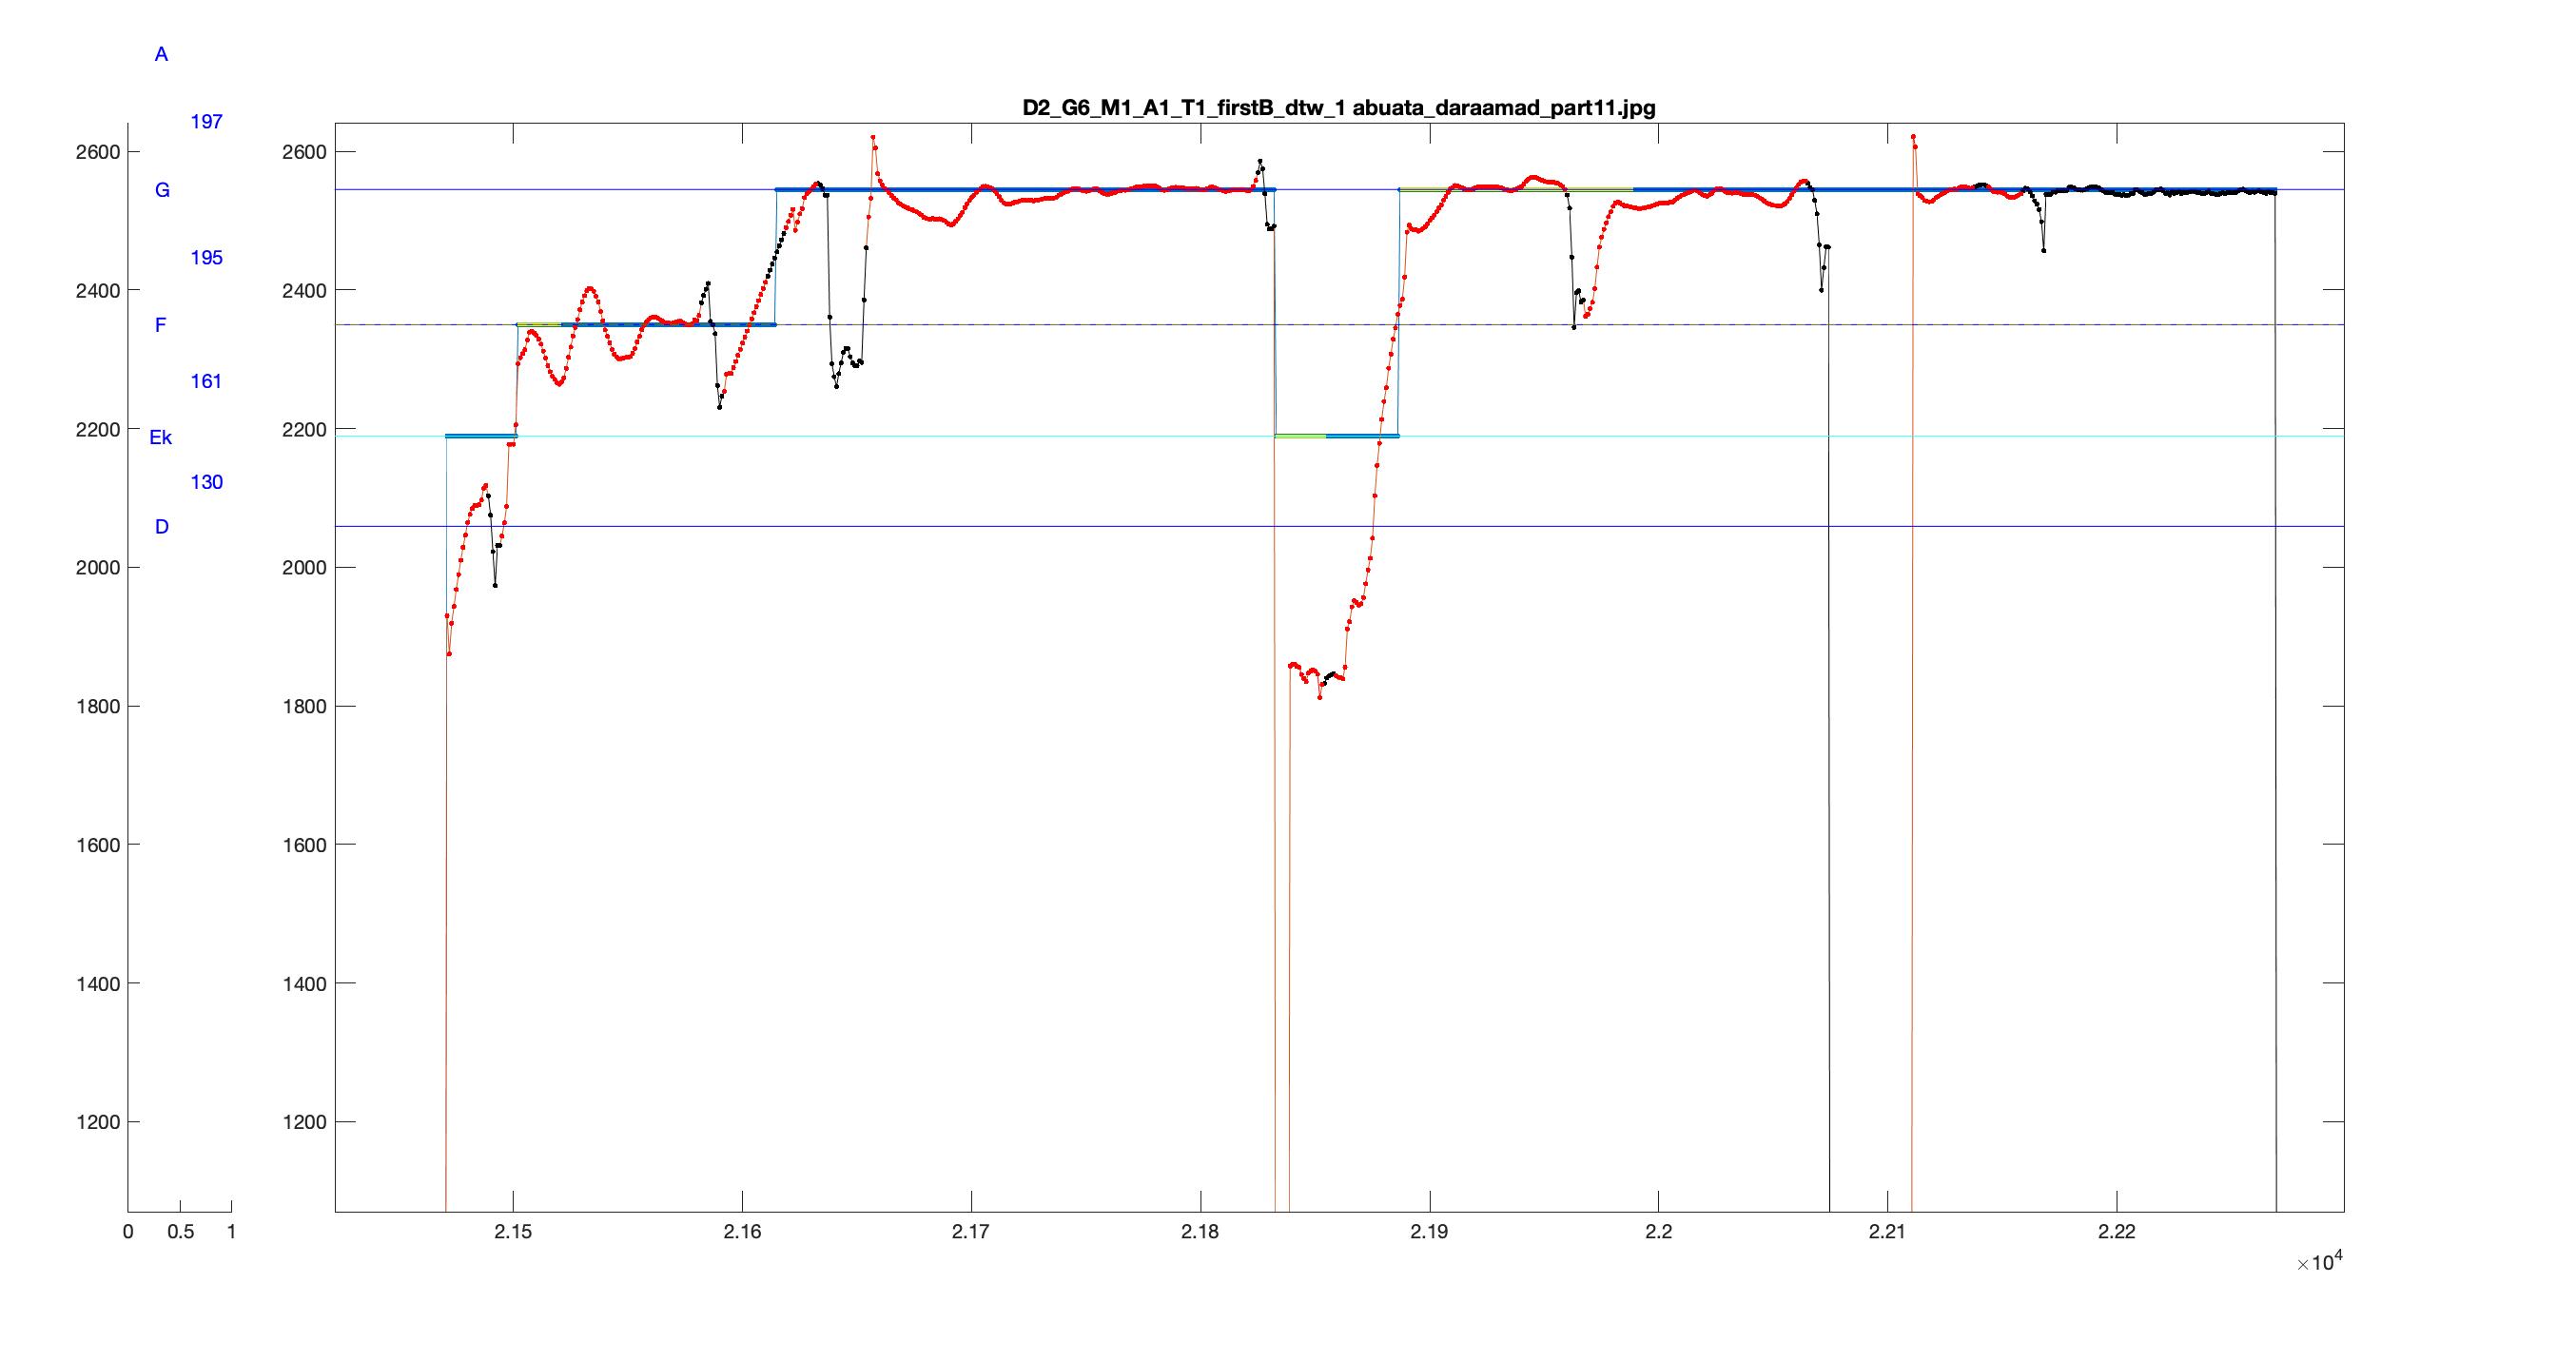 A
D2_G6_M1_A1_T1_firstB_dtw_1 abuata_daraamad_part11.jpg
197
2600 2600
G
195
2400 2400
F
161
2200 Ek 2200
130
D
2000 2000
1800 1800
1600 1600
1400 1400
1200 1200
0 0.5 1 2.15 2.16 2.17 2.18 2.19 2.2 2.21 2.22
×10⁴